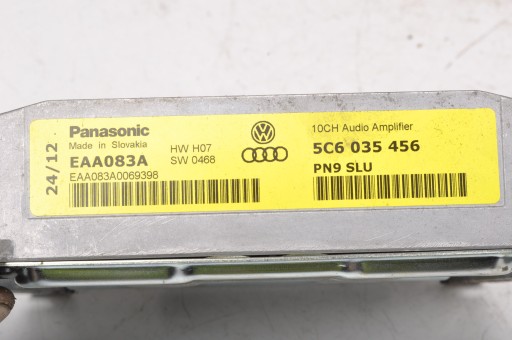 24/12
Panasonic
Made in Slovakia
EAA083A
HW H07
SW 0468
EAA083A0069398
10CH Audio Amplifier
5C6 035 456
PN9 SLU